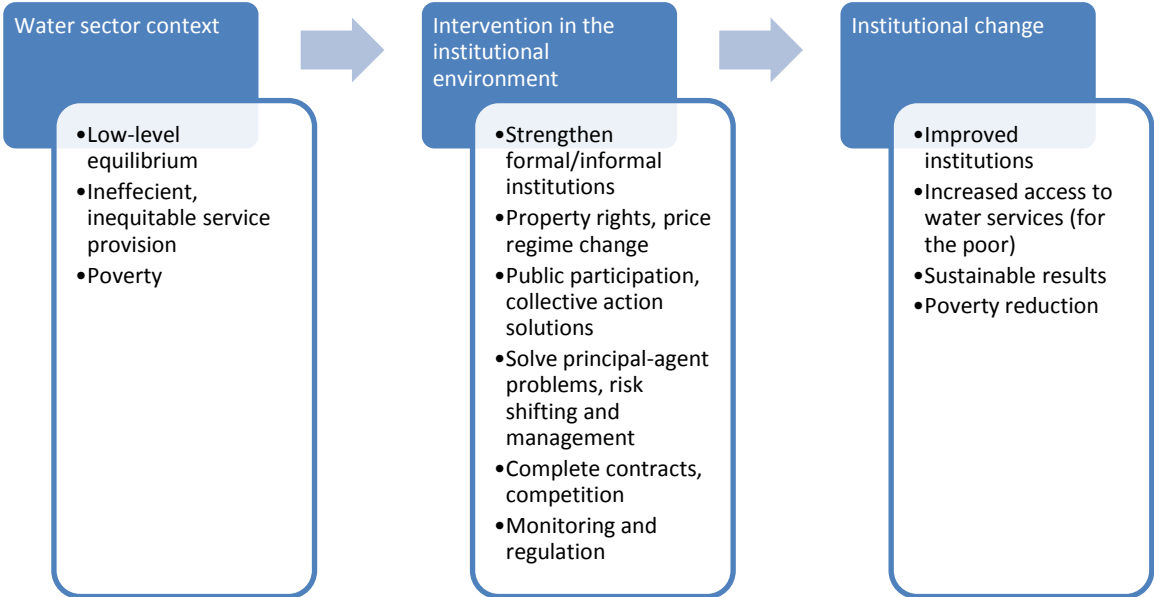 Water sector context
•Low-level
equilibrium
•Ineffecient,
inequitable service
provision
•Poverty
Intervention in the
institutional
environment
•Strengthen
formal/informal
institutions
•Property rights, price
regime change
•Public participation,
collective action
solutions
•Solve principal-agent
problems, risk
shifting and
management
•Complete contracts,
competition
•Monitoring and
regulation
Institutional change
•Improved
institutions
•Increased access to
water services (for
the poor)
•Sustainable results
•Poverty reduction